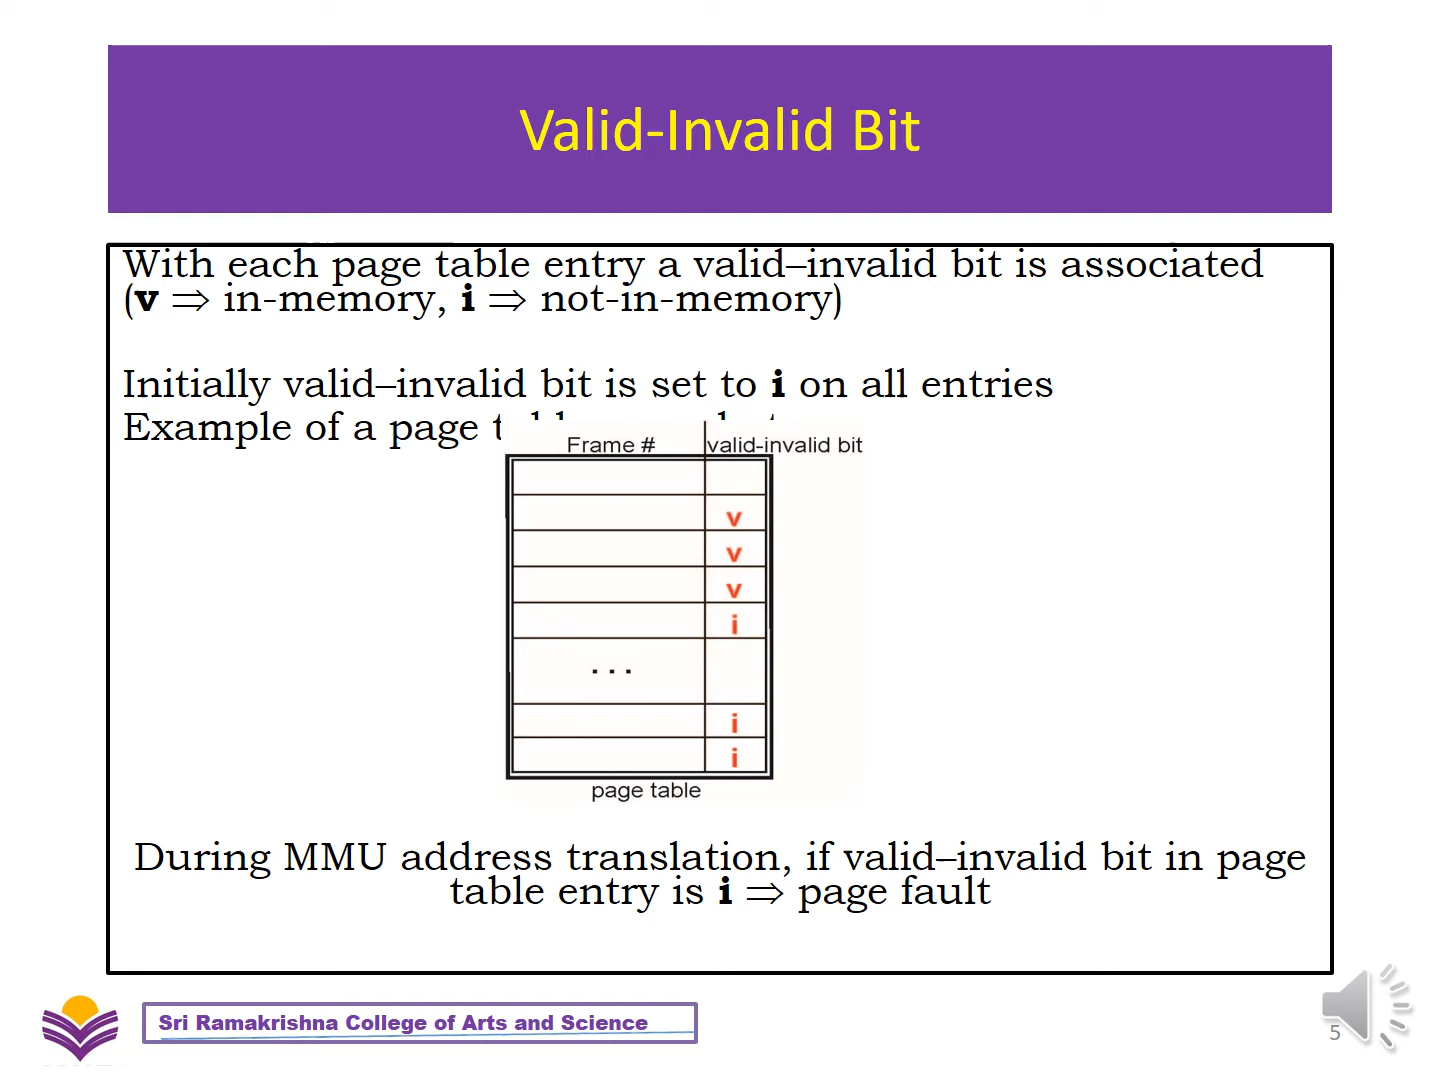 Valid-Invalid Bit
With each page table entry a valid–invalid bit is associated
(v ⇒ in-memory, i ⇒ not-in-memory)
Initially valid–invalid bit is set to i on all entries
Example of a page
Frame # valid-invalid bit
v
v
v
i
...
i
i
page table
During MMU address translation, if valid–invalid bit in page
table entry is i ⇒ page fault
Sri Ramakrishna College of Arts and Science
5